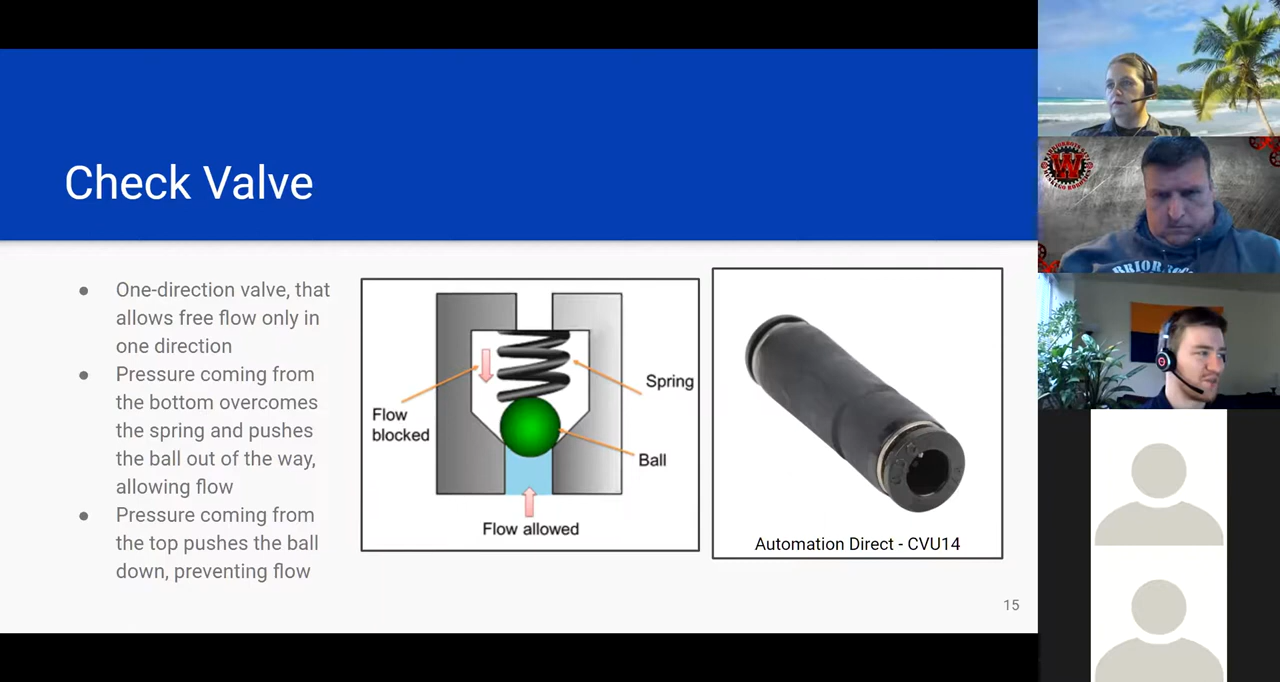 Check Valve
● One-direction valve, that
allows free flow only in
one direction
● Pressure coming from
the bottom overcomes
the spring and pushes
the ball out of the way,
allowing flow
● Pressure coming from
the top pushes the ball
down, preventing flow
Flow
blocked
Spring
Ball
Flow allowed
Automation Direct - CVU14
15
W